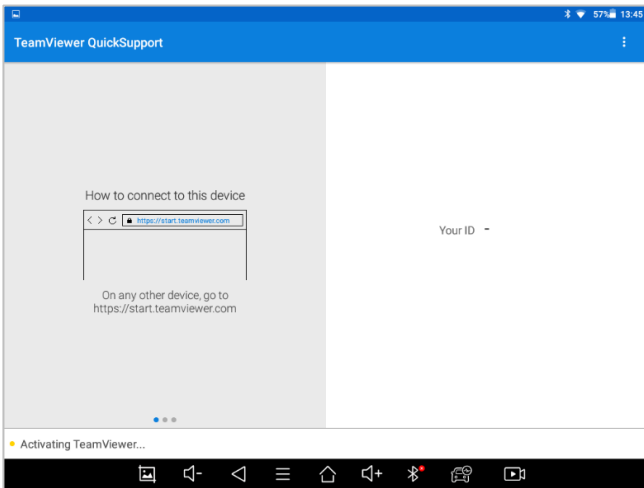 57% 13:45
TeamViewer QuickSupport
How to connect to this device
https://start.teamviewer.com
On any other device, go to
https://start.teamviewer.com
Your ID -
Activating TeamViewer...